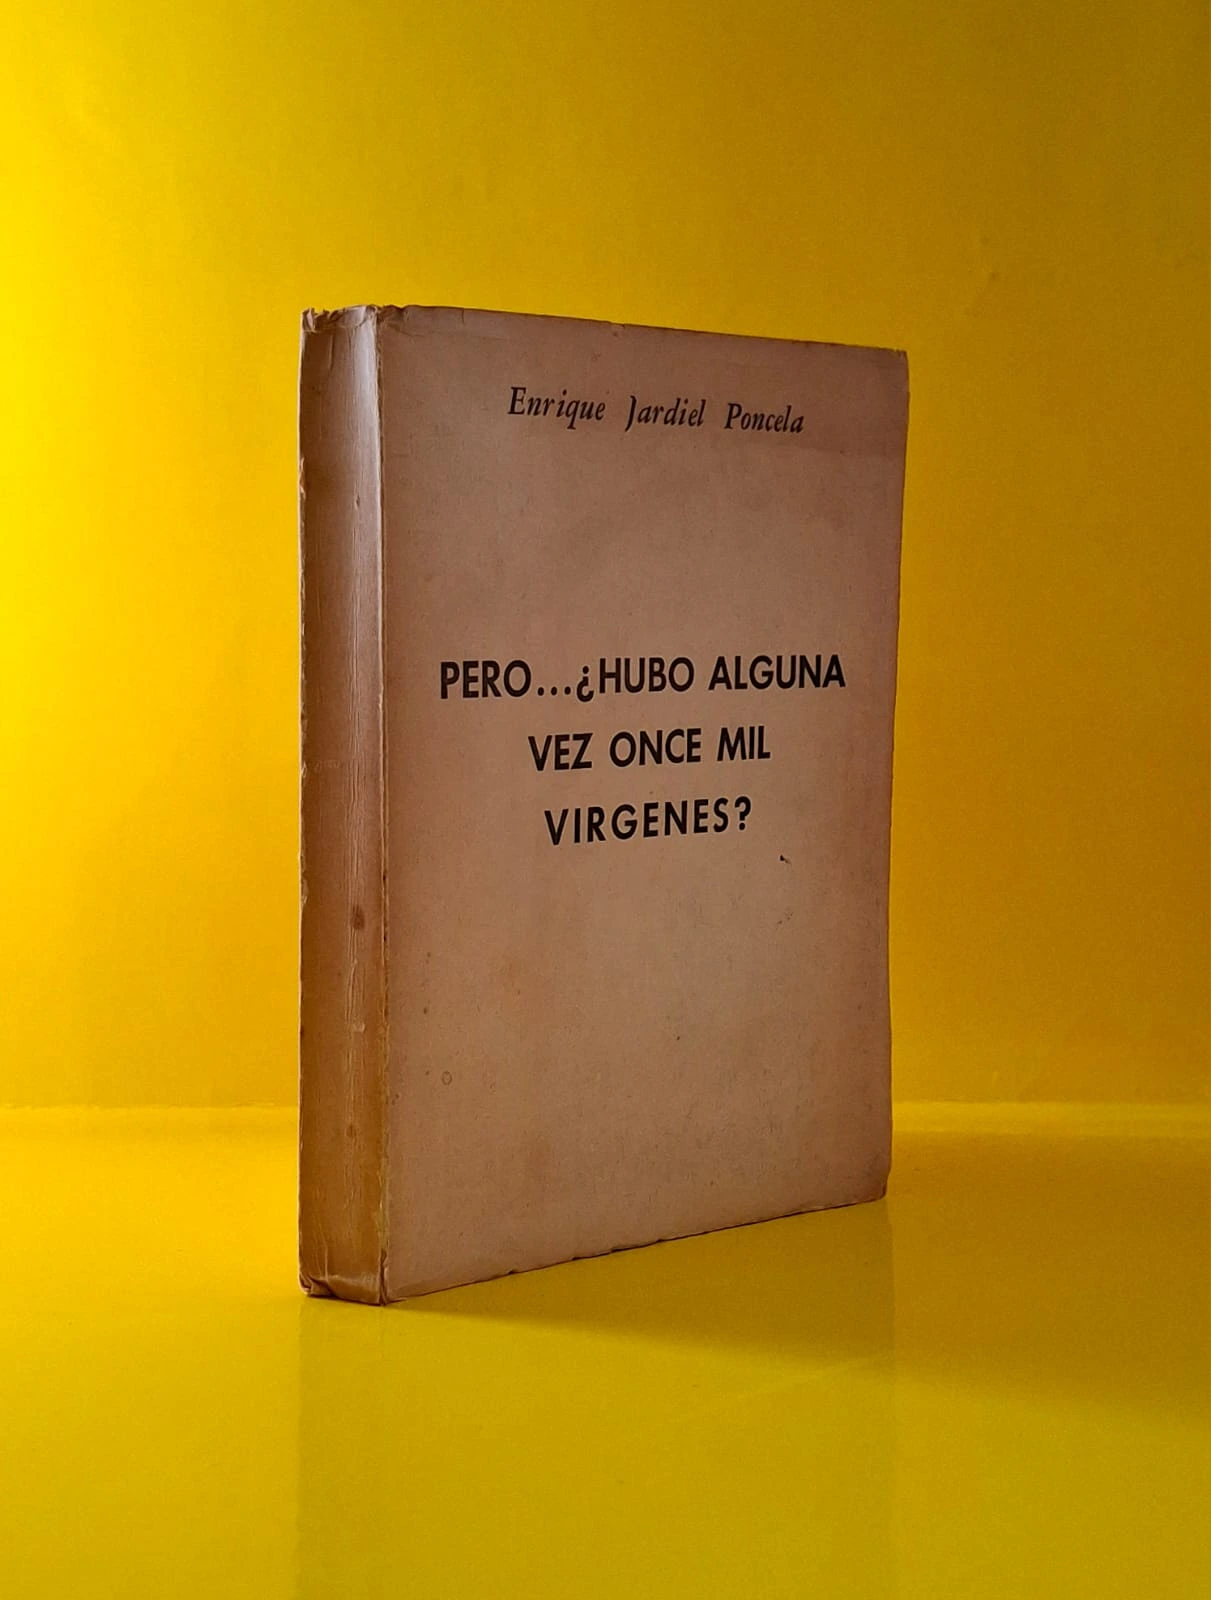 Enrique Jardiel Poncela
PERO...¿HUBO ALGUNA
VEZ ONCE MIL
VIRGENES?